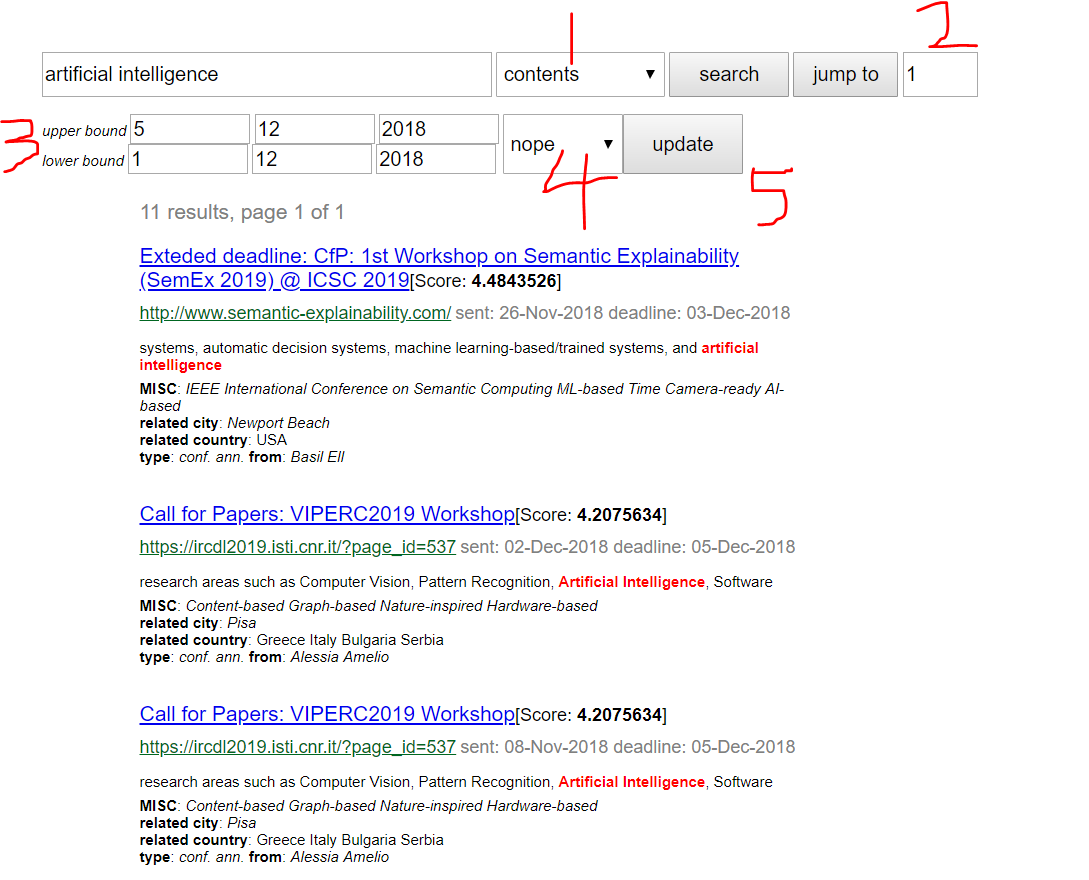 1 2
artificial intelligence contents ▼ search jump to 1
3 upper bound 5 12 2018
lower bound 1 12 2018
nope ▼ update
4 5
11 results, page 1 of 1
Exteded deadline: CfP: 1st Workshop on Semantic Explainability
(SemEx 2019) @ ICSC 2019[Score: 4.4843526]
http://www.semantic-explainability.com/ sent: 26-Nov-2018 deadline: 03-Dec-2018
systems, automatic decision systems, machine learning-based/trained systems, and artificial
intelligence
MISC: IEEE International Conference on Semantic Computing ML-based Time Camera-ready AI-
based
related city: Newport Beach
related country: USA
type: conf. ann. from: Basil Ell
Call for Papers: VIPERC2019 Workshop[Score: 4.2075634]
https://ircdl2019.isti.cnr.it/?page_id=537 sent: 02-Dec-2018 deadline: 05-Dec-2018
research areas such as Computer Vision, Pattern Recognition, Artificial Intelligence, Software
MISC: Content-based Graph-based Nature-inspired Hardware-based
related city: Pisa
related country: Greece Italy Bulgaria Serbia
type: conf. ann. from: Alessia Amelio
Call for Papers: VIPERC2019 Workshop[Score: 4.2075634]
https://ircdl2019.isti.cnr.it/?page_id=537 sent: 08-Nov-2018 deadline: 05-Dec-2018
research areas such as Computer Vision, Pattern Recognition, Artificial Intelligence, Software
MISC: Content-based Graph-based Nature-inspired Hardware-based
related city: Pisa
related country: Greece Italy Bulgaria Serbia
type: conf. ann. from: Alessia Amelio